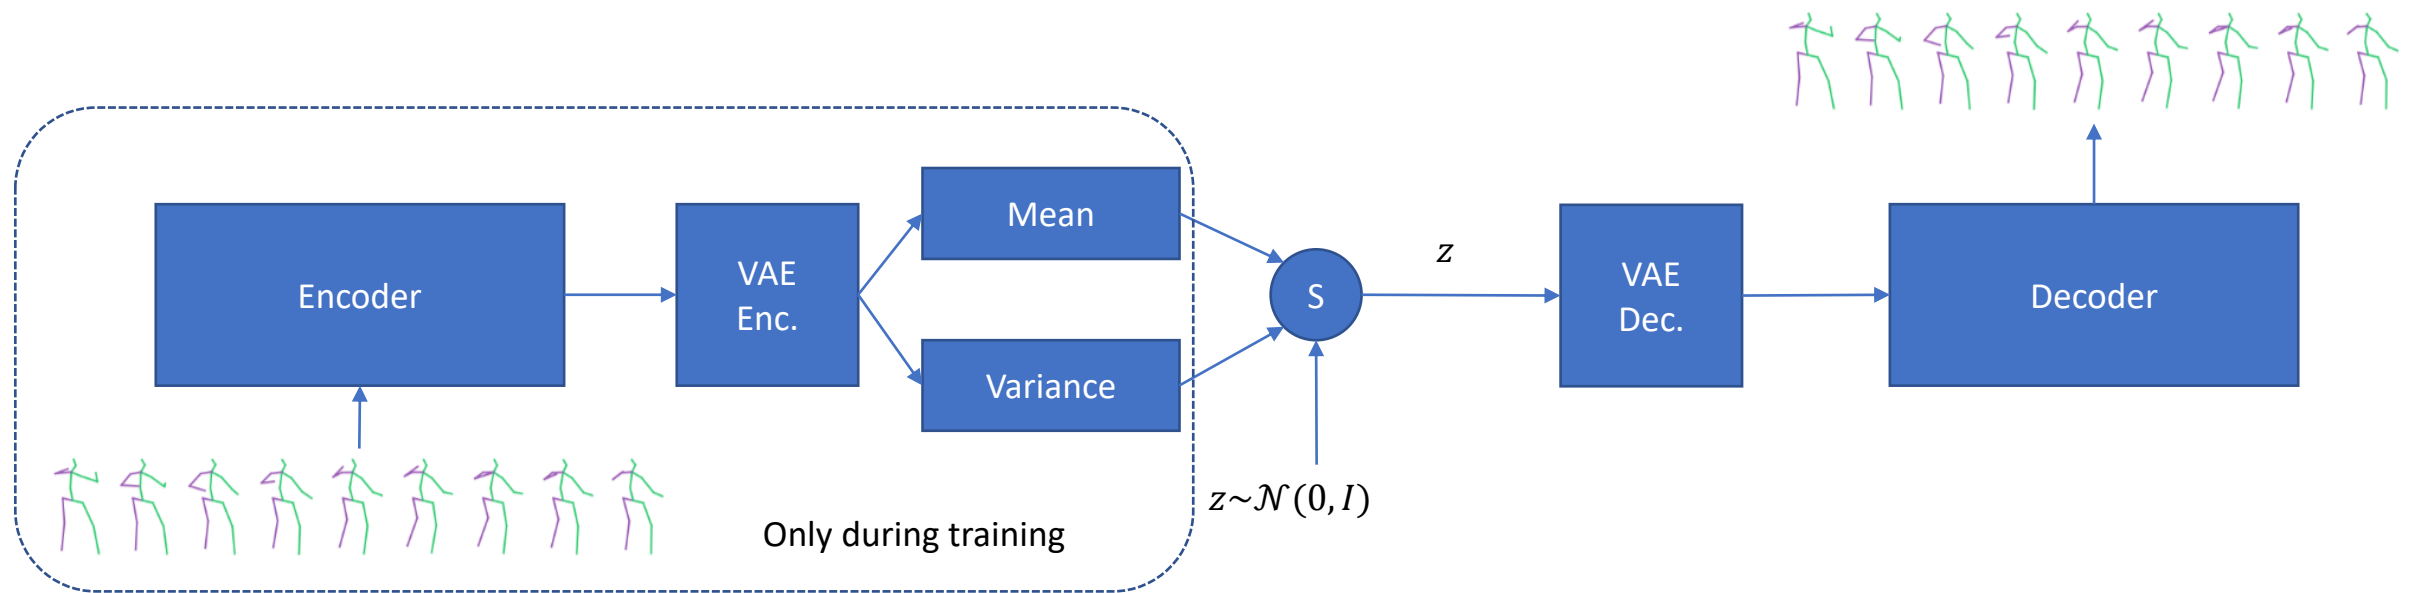 Encoder
VAE
Enc.
Mean
Variance
S
z
VAE
Dec.
Decoder
z~𝒩(0, I)
Only during training